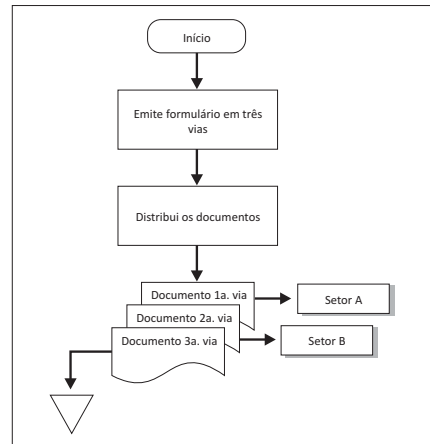 Início
Emite formulário em três
vias
Distribui os documentos
Documento 1a. via
Setor A
Documento 2a. via
Documento 3a. via
Setor B